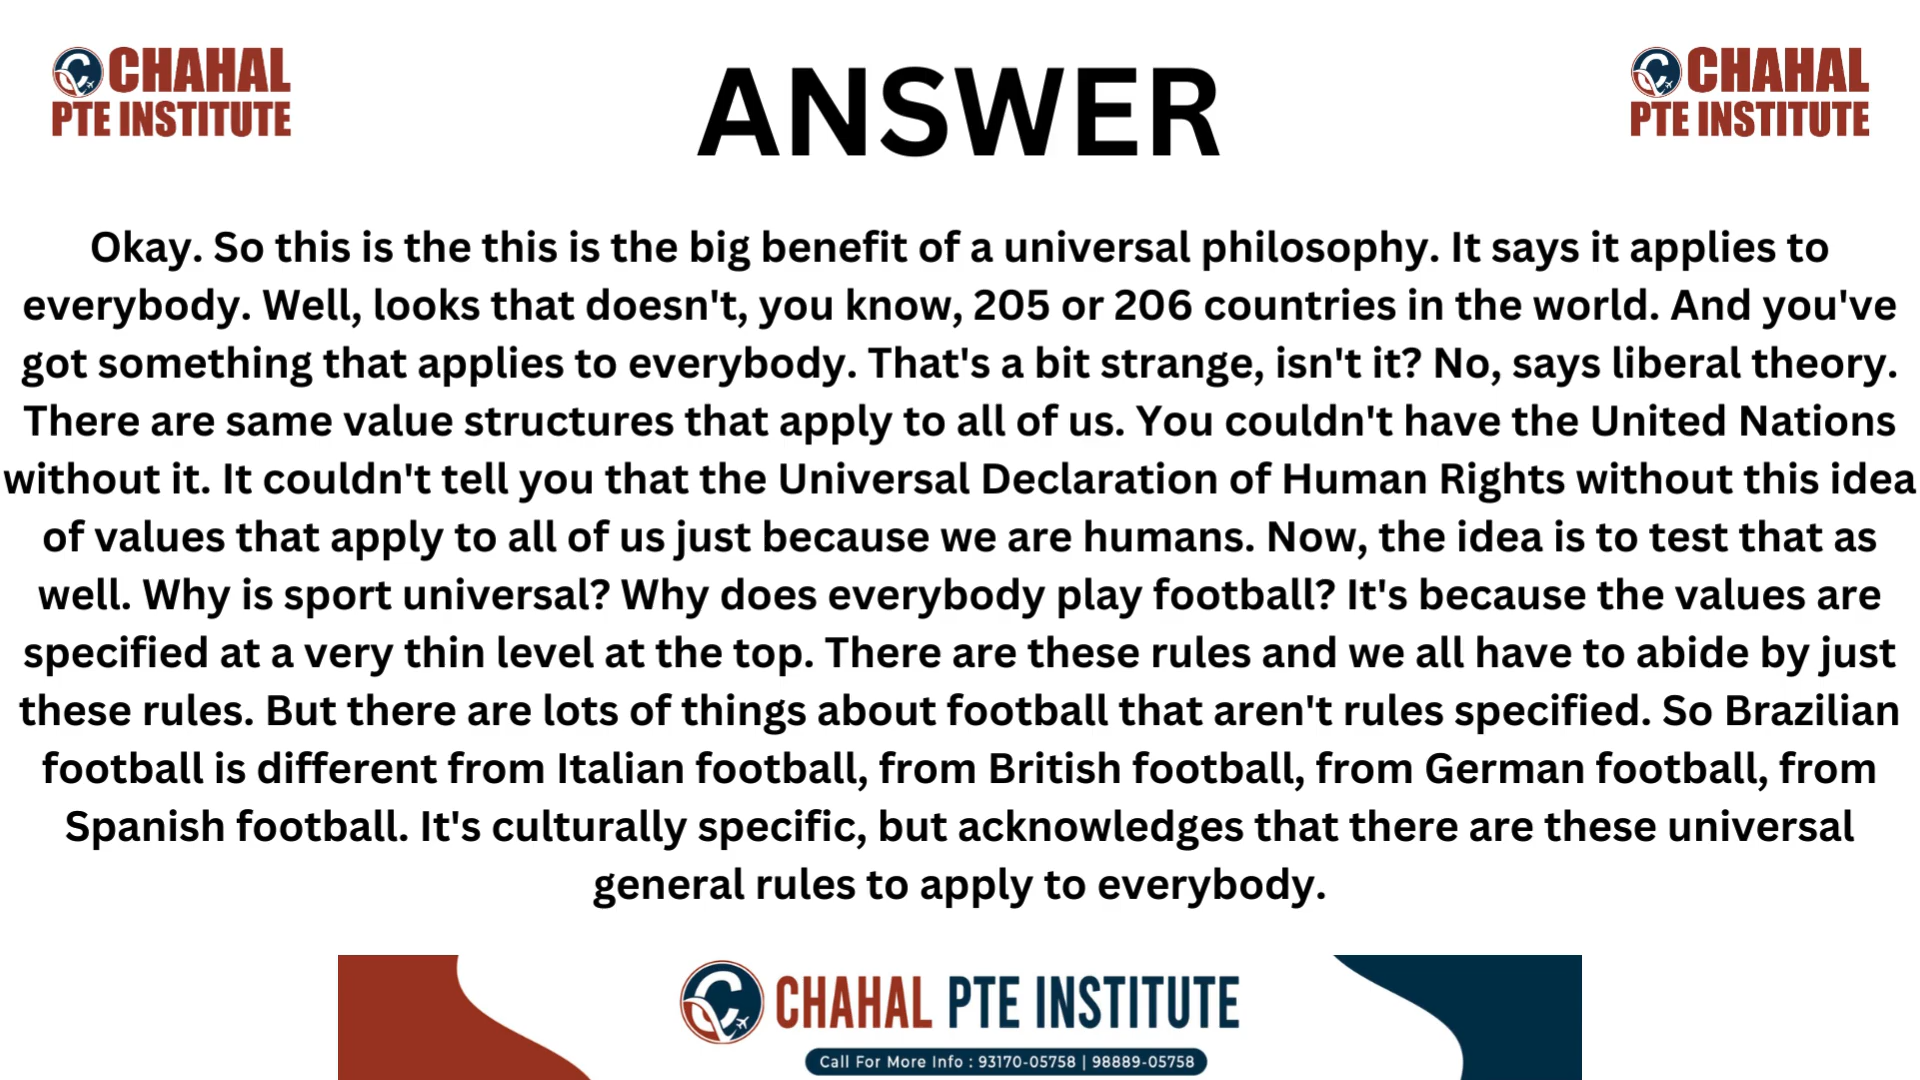 CHAHAL
PTE INSTITUTE
ANSWER
CHAHAL
PTE INSTITUTE
Okay. So this is the this is the big benefit of a universal philosophy. It says it applies to
everybody. Well, looks that doesn't, you know, 205 or 206 countries in the world. And you've
got something that applies to everybody. That's a bit strange, isn't it? No, says liberal theory.
There are same value structures that apply to all of us. You couldn't have the United Nations
without it. It couldn't tell you that the Universal Declaration of Human Rights without this idea
of values that apply to all of us just because we are humans. Now, the idea is to test that as
well. Why is sport universal? Why does everybody play football? It's because the values are
specified at a very thin level at the top. There are these rules and we all have to abide by just
these rules. But there are lots of things about football that aren't rules specified. So Brazilian
football is different from Italian football, from British football, from German football, from
Spanish football. It's culturally specific, but acknowledges that there are these universal
general rules to apply to everybody.
CHAHAL PTE INSTITUTE
Call For More Info : 93170-05758 | 98889-05758